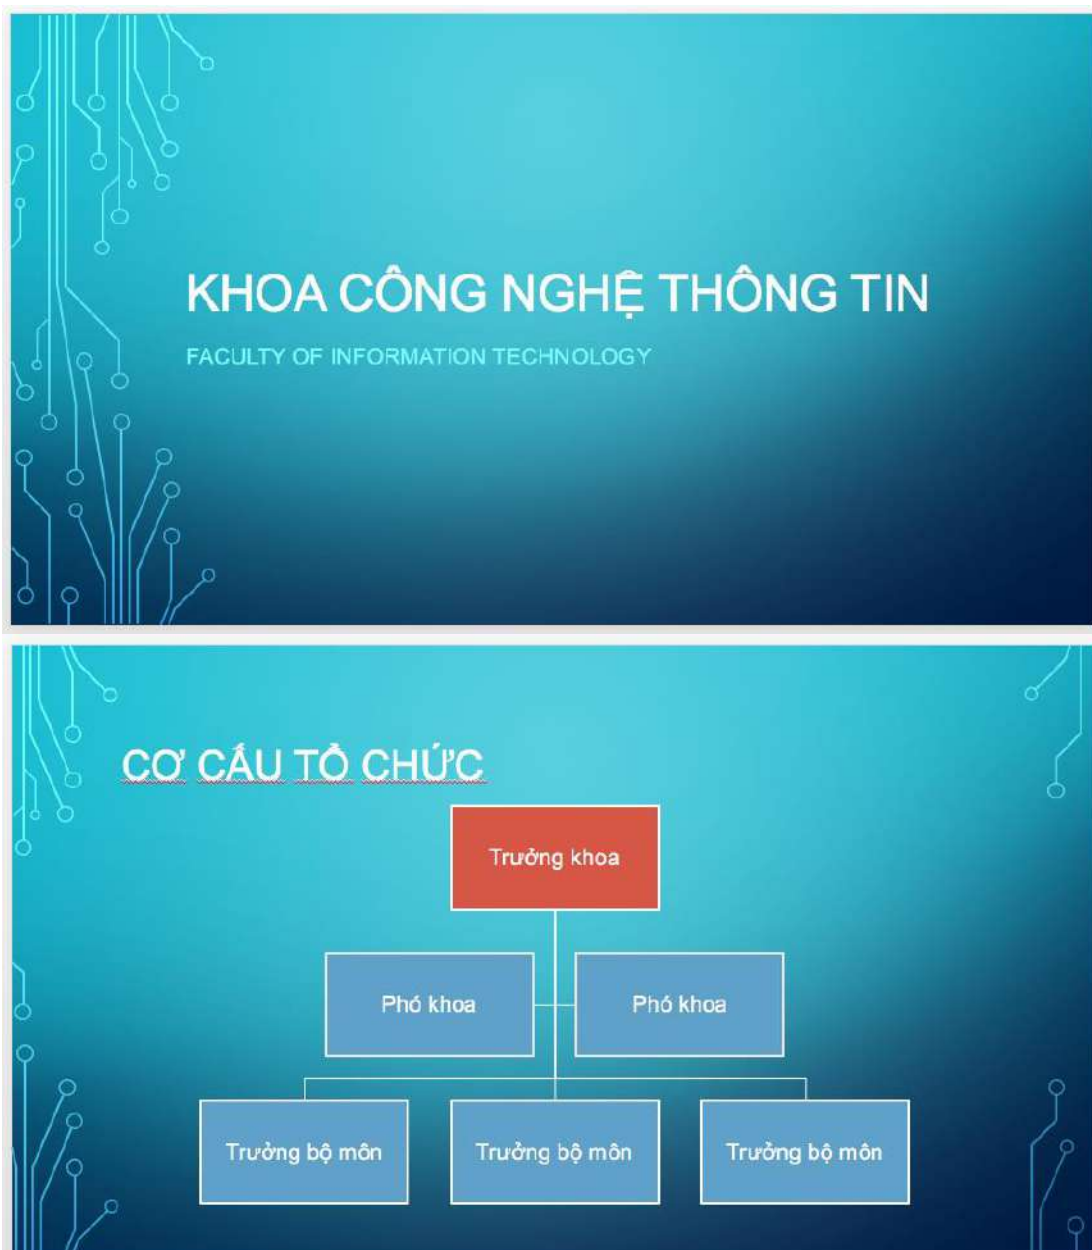 KHOA CÔNG NGHỆ THÔNG TIN
FACULTY OF INFORMATION TECHNOLOGY
CƠ CẤU TỔ CHỨC
Trưởng khoa
Phó khoa
Phó khoa
Trưởng bộ môn
Trưởng bộ môn
Trưởng bộ môn